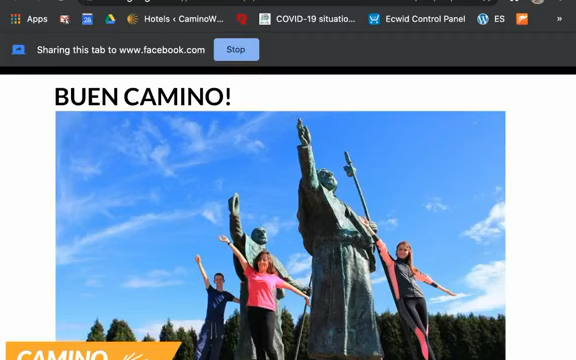 Apps
28
Hotels ‹ CaminoW...
COVID-19 situatio...
Ecwid Control Panel
ES
»
Sharing this tab to www.facebook.com
Stop
BUEN CAMINO!
CAMINO